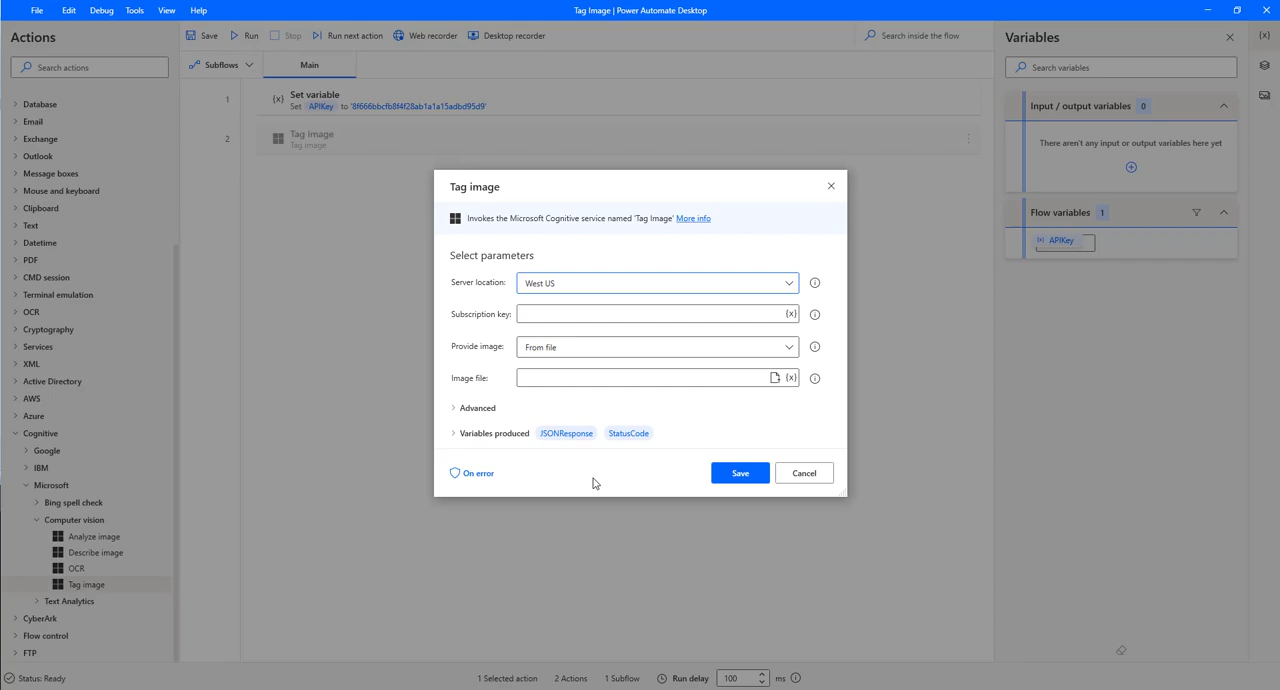 File Edit Debug Tools View Help
Tag Image | Power Automate Desktop
Actions
Search actions
Database
Email
Exchange
Outlook
Message boxes
Mouse and keyboard
Clipboard
Text
Datetime
PDF
CMD session
Terminal emulation
OCR
Cryptography
Services
XML
Active Directory
AWS
Azure
Cognitive
Google
IBM
Microsoft
Bing spell check
Computer vision
Analyze image
Describe image
OCR
Tag image
Text Analytics
CyberArk
Flow control
FTP
Save Run Stop Run next action Web recorder Desktop recorder
Search inside the flow
Subflows Main
1 {x} Set variable
Set APIKey to '8f666bbcfb8f4f28ab1a1a15adbd95d9'
2 Tag image
Tag image
Tag image
Invokes the Microsoft Cognitive service named 'Tag Image' More info
Select parameters
Server location: West US
Subscription key: {x}
Provide image: From file
Image file: {x}
Advanced
Variables produced JSONResponse StatusCode
On error Save Cancel
Variables
{x}
Search variables
Input / output variables 0
There aren't any input or output variables here yet
Flow variables 1
{x} APIKey
Status: Ready 1 Selected action 2 Actions 1 Subflow Run delay 100 ms